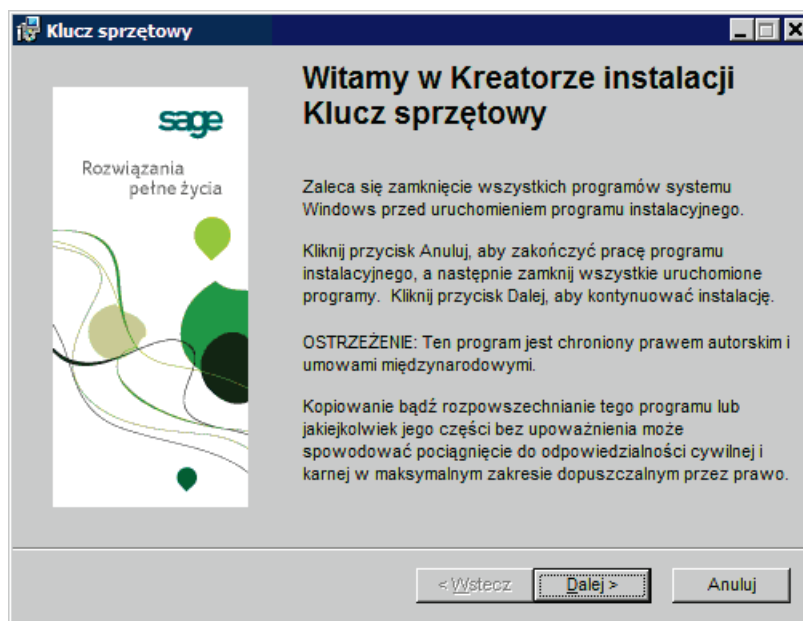 Klucz sprzętowy
Witamy w Kreatorze instalacji
Klucz sprzętowy
sage
Rozwiązania
pełne życia
Zaleca się zamknięcie wszystkich programów systemu
Windows przed uruchomieniem programu instalacyjnego.
Kliknij przycisk Anuluj, aby zakończyć pracę programu
instalacyjnego, a następnie zamknij wszystkie uruchomione
programy.  Kliknij przycisk Dalej, aby kontynuować instalację.
OSTRZEŻENIE: Ten program jest chroniony prawem autorskim i
umowami międzynarodowymi.
Kopiowanie bądź rozpowszechnianie tego programu lub
jakiejkolwiek jego części bez upoważnienia może
spowodować pociągnięcie do odpowiedzialności cywilnej i
karnej w maksymalnym zakresie dopuszczalnym przez prawo.
< Wstecz
Dalej >
Anuluj